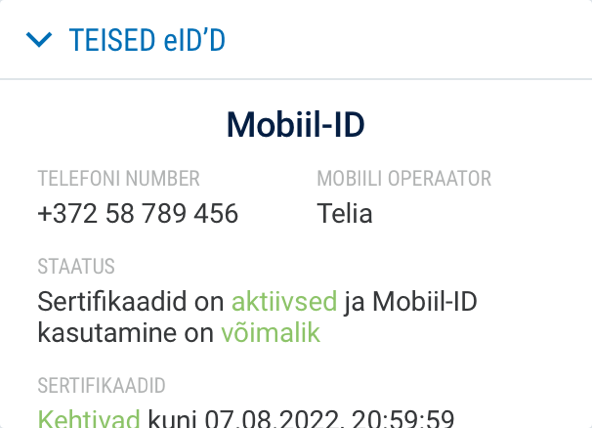 TEISED eID’D
Mobiil-ID
TELEFONI NUMBER MOBIILI OPERAATOR
+372 58 789 456 Telia
STAATUS
Sertifikaadid on aktiivsed ja Mobiil-ID
kasutamine on võimalik
SERTIFIKAADID
Kehtivad kuni 07.08.2022, 20:59:59